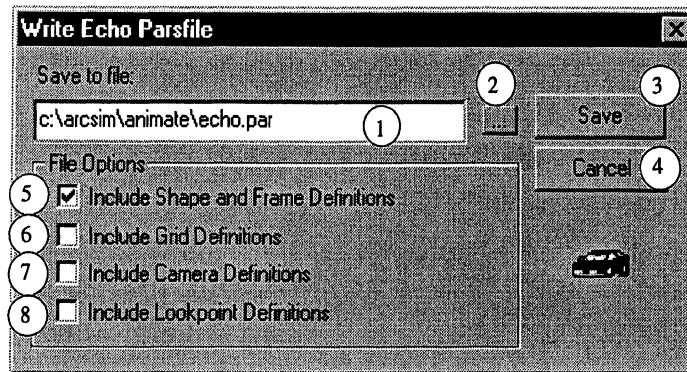 Write Echo Parsfile
Save to file:
c:\arcsim\animate\echo.par
1
2
...
Save
3
Cancel
4
File Options
5 Include Shape and Frame Definitions
6 Include Grid Definitions
7 Include Camera Definitions
8 Include Lookpoint Definitions